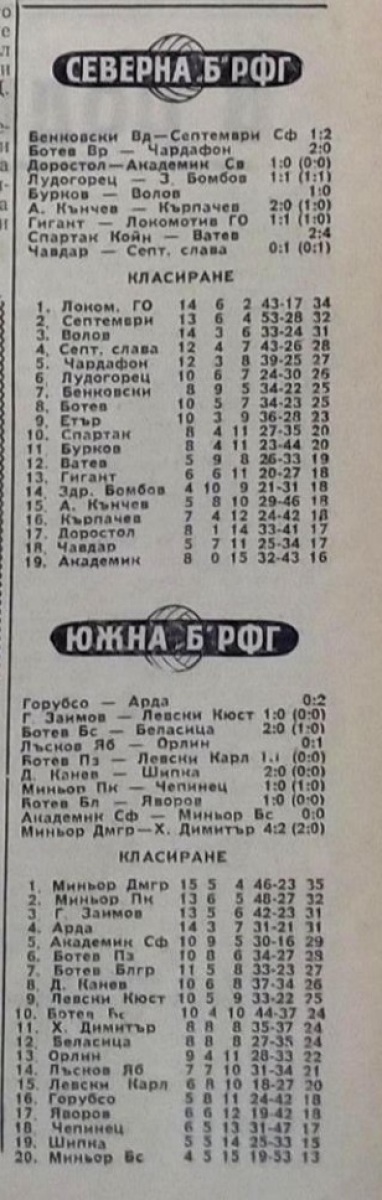 СЕВЕРНА „Б“ РФГ
Бенковски Вд—Септември Сф 1:2
Ботев Вр — Чардафон 2:0
Доростол—Академик Св 1:0 (0:0)
Лудогорец — З. Бомбов 1:1 (1:1)
Бурков — Волов 1:0
А. Кънчев — Кърпачев 2:0 (1:0)
Гигант — Локомотив ГО 1:1 (1:0)
Спартак Койн — Ватев 2:4
Чавдар — Септ. слава 0:1 (0:1)
КЛАСИРАНЕ
1. Локом. ГО 14 6 2 43-17 34
2. Септември 13 6 4 53-28 32
3. Волов 14 3 6 33-24 31
4. Септ. слава 12 4 7 43-26 28
5. Чардафон 12 3 8 39-25 27
6. Лудогорец 10 6 7 24-30 26
7. Бенковски 8 9 5 34-22 25
8. Ботев 10 5 7 34-23 25
9. Етър 10 3 9 36-28 23
10. Спартак 8 4 11 27-35 20
11 Бурков 8 4 11 23-44 20
12. Ватев 5 9 8 26-33 19
13. Гигант 6 6 11 20-27 18
14. Здр. Бомбов 4 10 9 21-31 18
15. А. Кънчев 5 8 10 29-46 18
16. Кърпачев 7 4 12 24-42 18
17. Доростол 8 1 14 33-41 17
18. Чавдар 5 7 11 25-34 17
19. Академик 8 0 15 32-43 16
ЮЖНА „Б“ РФГ
Горубсо — Арда 0:2
Г. Заимов — Левски Кюст 1:0 (0:0)
Ботев Бс — Беласица 2:0 (1:0)
Лъсков Яб — Орлин 0:1
Ботев Пз — Левски Карл 1:1 (0:0)
Д. Канев — Шипка 2:0 (0:0)
Миньор Пк — Чепинец 1:0 (1:0)
Ботев Бл — Яворов 1:0 (0:0)
Академик Сф — Миньор Бс 0:0
Миньор Дмгр—Х. Димитър 4:2 (2:0)
КЛАСИРАНЕ
1. Миньор Дмгр 15 5 4 46-23 35
2. Миньор Пк 13 6 5 48-27 32
3 Г. Заимов 13 5 6 42-23 31
4. Арда 14 3 7 31-21 31
5. Академик Сф 10 9 5 30-16 29
6. Ботев Пз 10 8 6 34-27 28
7. Ботев Блгр 11 5 8 33-23 27
8. Д. Канев 10 6 8 37-34 26
9. Левски Кюст 10 5 9 33-22 25
10. Ботев Бс 10 4 10 44-37 24
11. Х. Димитър 8 8 8 35-37 24
12. Беласица 8 8 8 27-35 24
13. Орлин 9 4 11 28-33 22
14. Лъсков Яб 7 7 10 31-34 21
15. Левски Карл 6 8 10 18-27 20
16. Горубсо 5 8 11 24-42 18
17. Яворов 6 6 12 19-42 18
18. Чепинец 6 5 13 31-47 17
19. Шипка 5 5 14 25-33 15
20. Миньор Бс 4 5 15 19-53 13